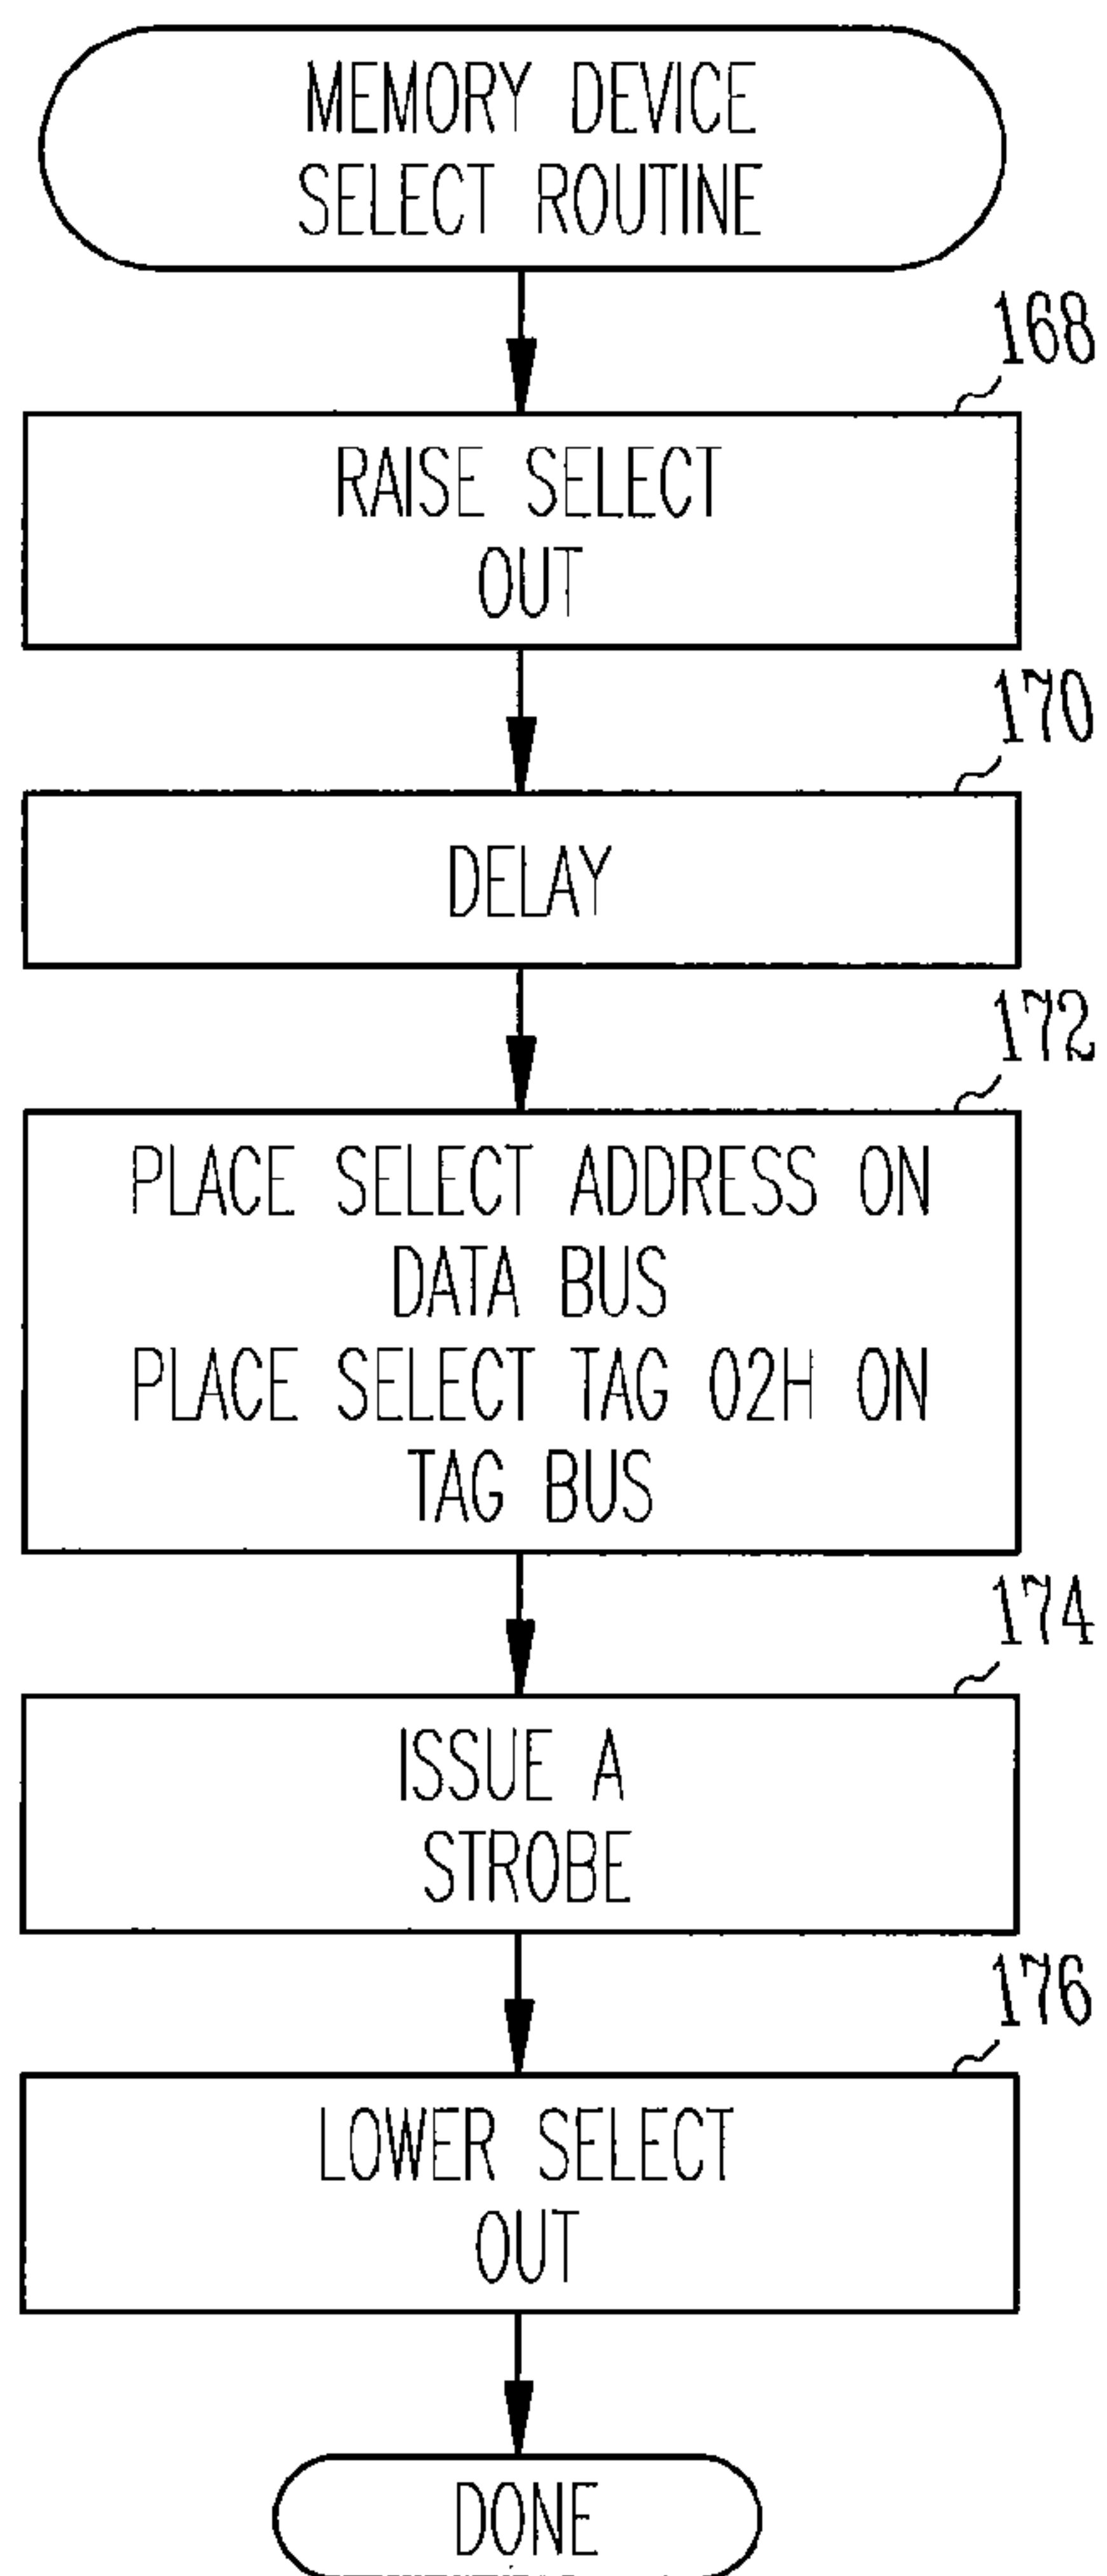 MEMORY DEVICE
SELECT ROUTINE
168
RAISE SELECT
OUT
170
DELAY
172
PLACE SELECT ADDRESS ON
DATA BUS
PLACE SELECT TAG 02H ON
TAG BUS
174
ISSUE A
STROBE
176
LOWER SELECT
OUT
DONE